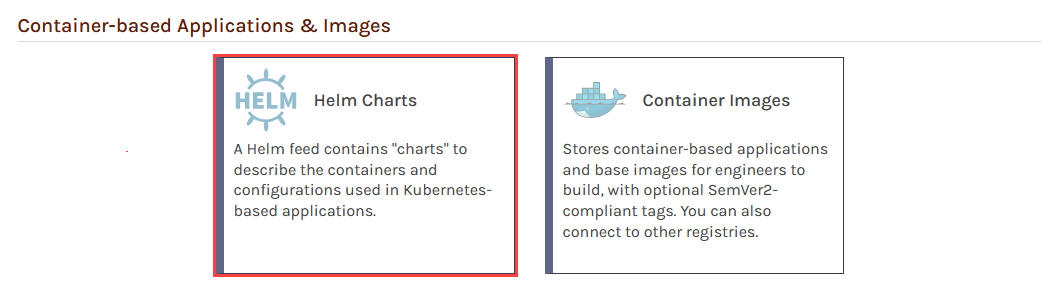 Container-based Applications & Images
HELM
Helm Charts
A Helm feed contains "charts" to
describe the containers and
configurations used in Kubernetes-
based applications.
Container Images
Stores container-based applications
and base images for engineers to
build, with optional SemVer2-
compliant tags. You can also
connect to other registries.